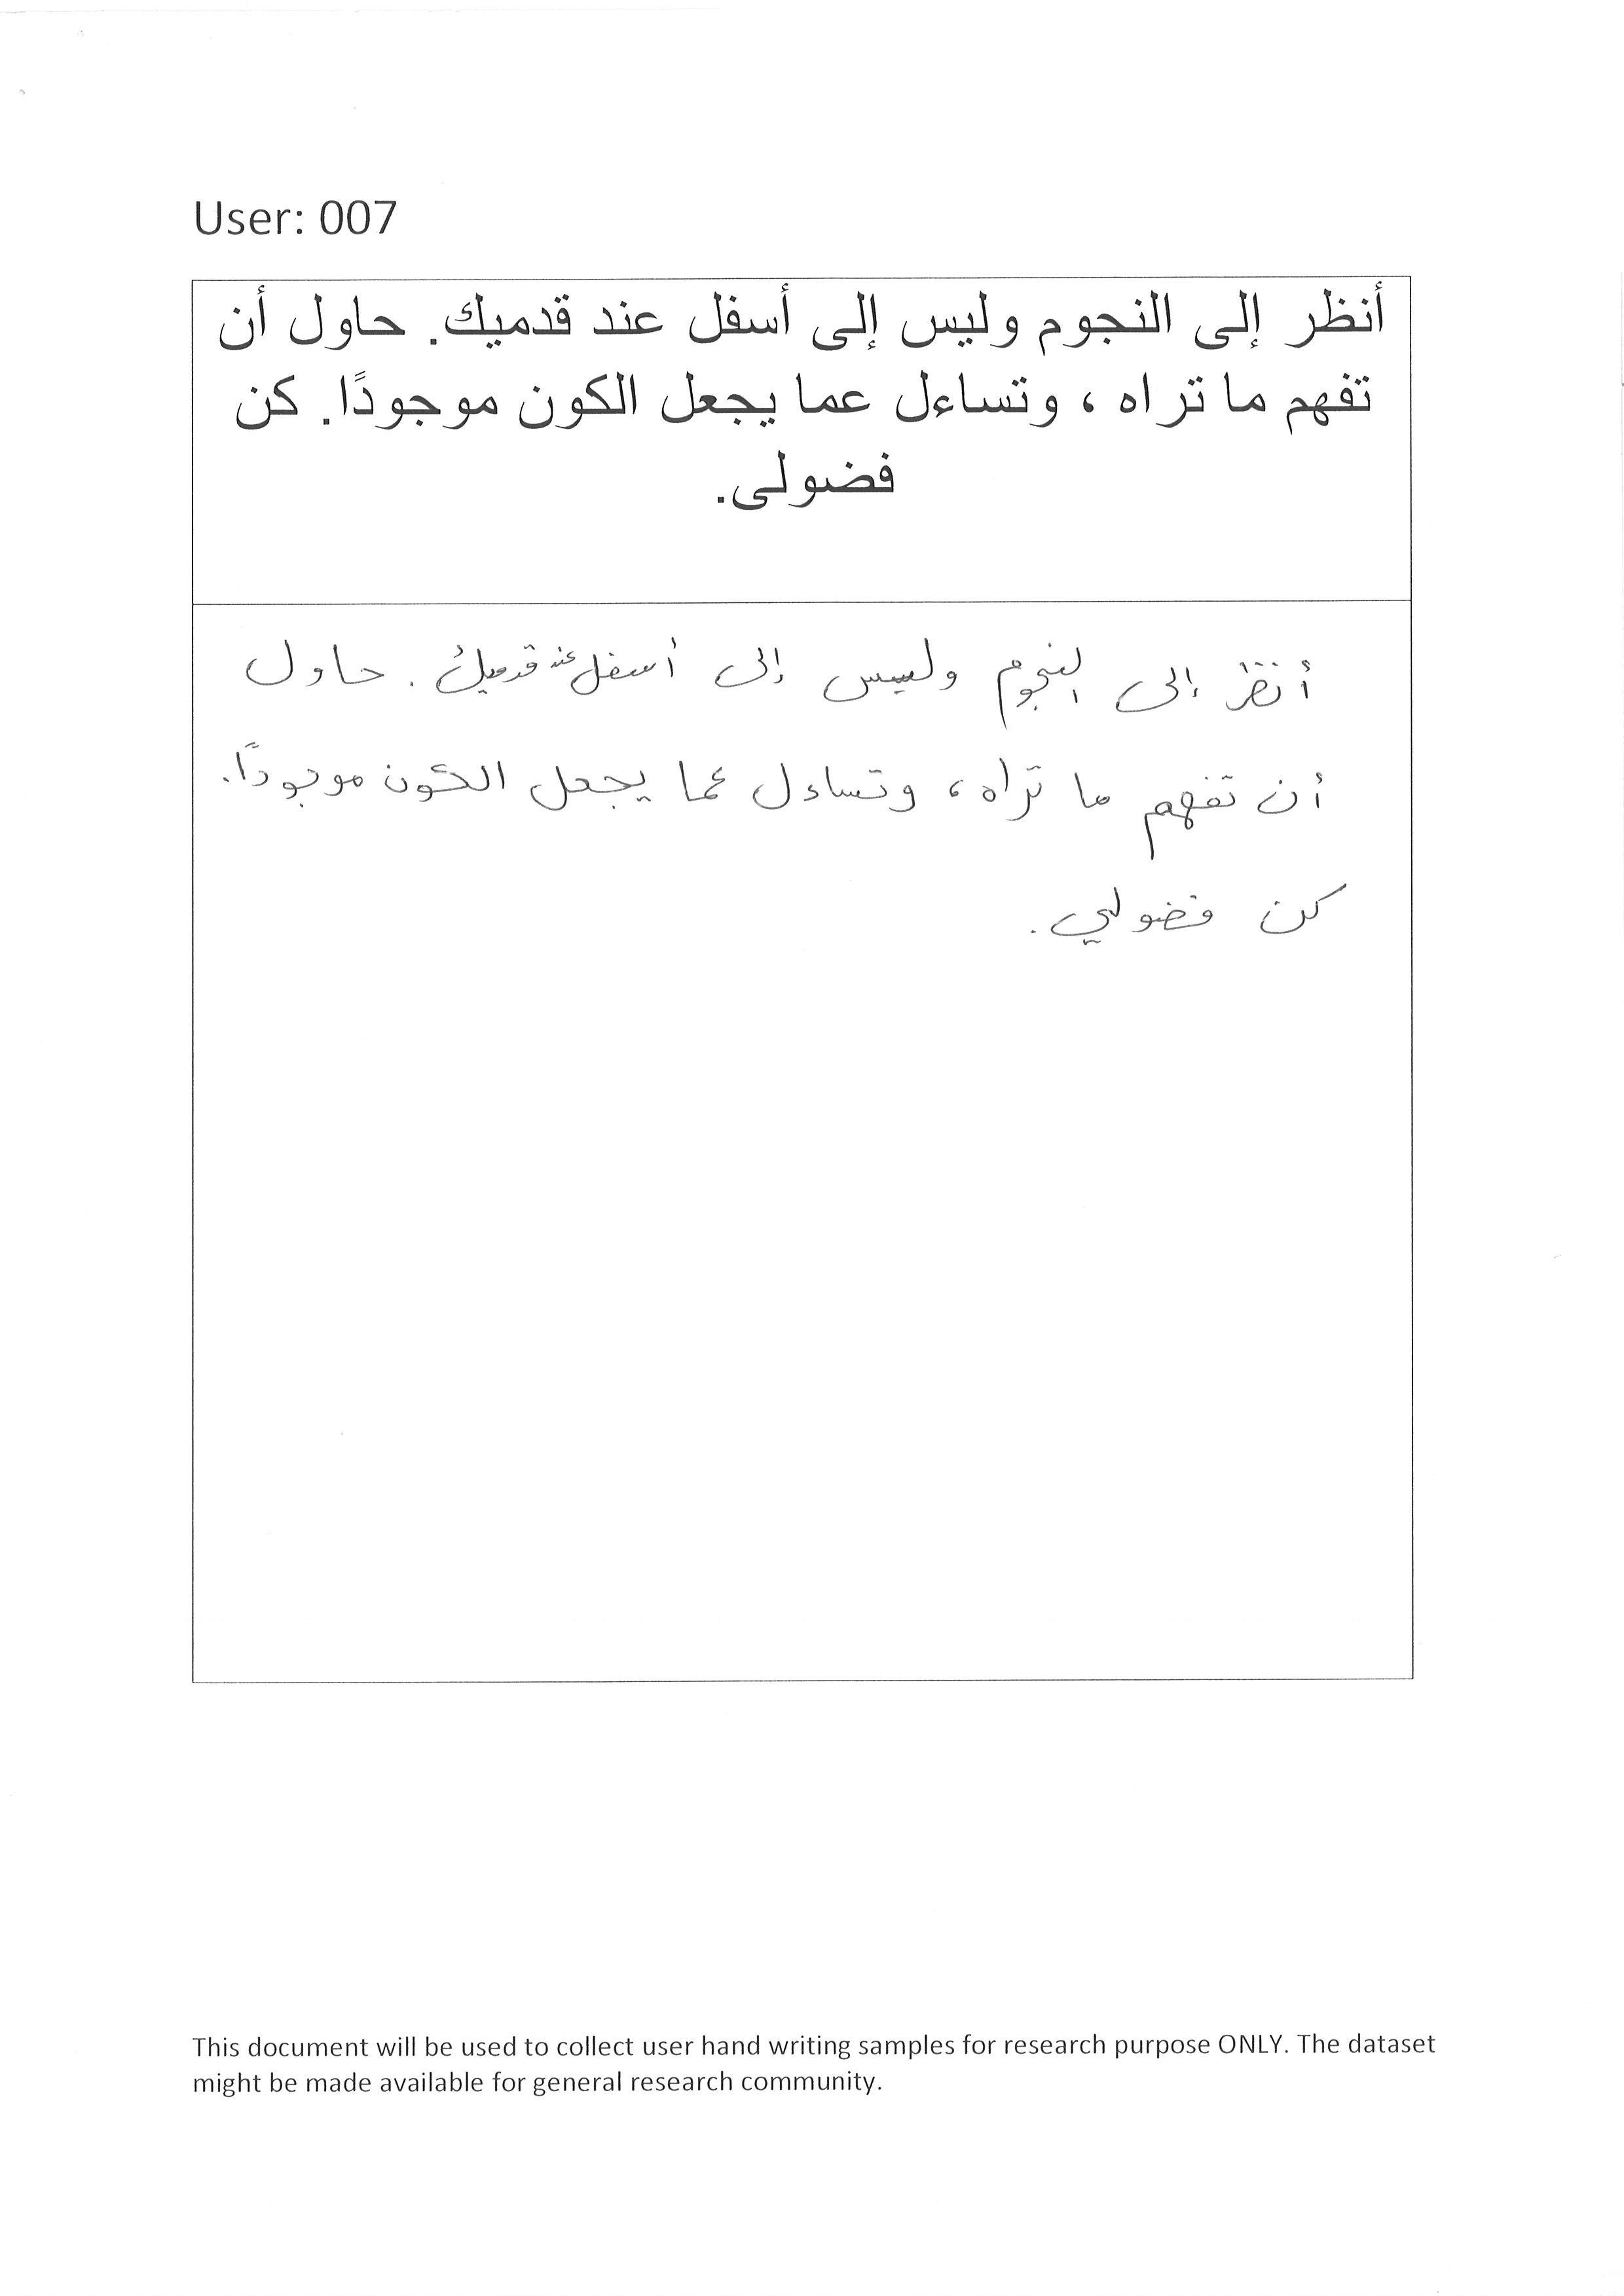 User: 007
أنظر إلى النجوم وليس إلى أسفل عند قدميك. حاول أن
تفهم ما تراه ، وتساءل عما يجعل الكون موجودًا. كن
فضولى.
أنظر إلى النجوم وليس إلى أسفل عند قدميك . حاول
أن تفهم ما تراه ، وتساءل عما يجعل الكون موجودًا.
كن فضولي .
This document will be used to collect user hand writing samples for research purpose ONLY. The dataset
might be made available for general research community.